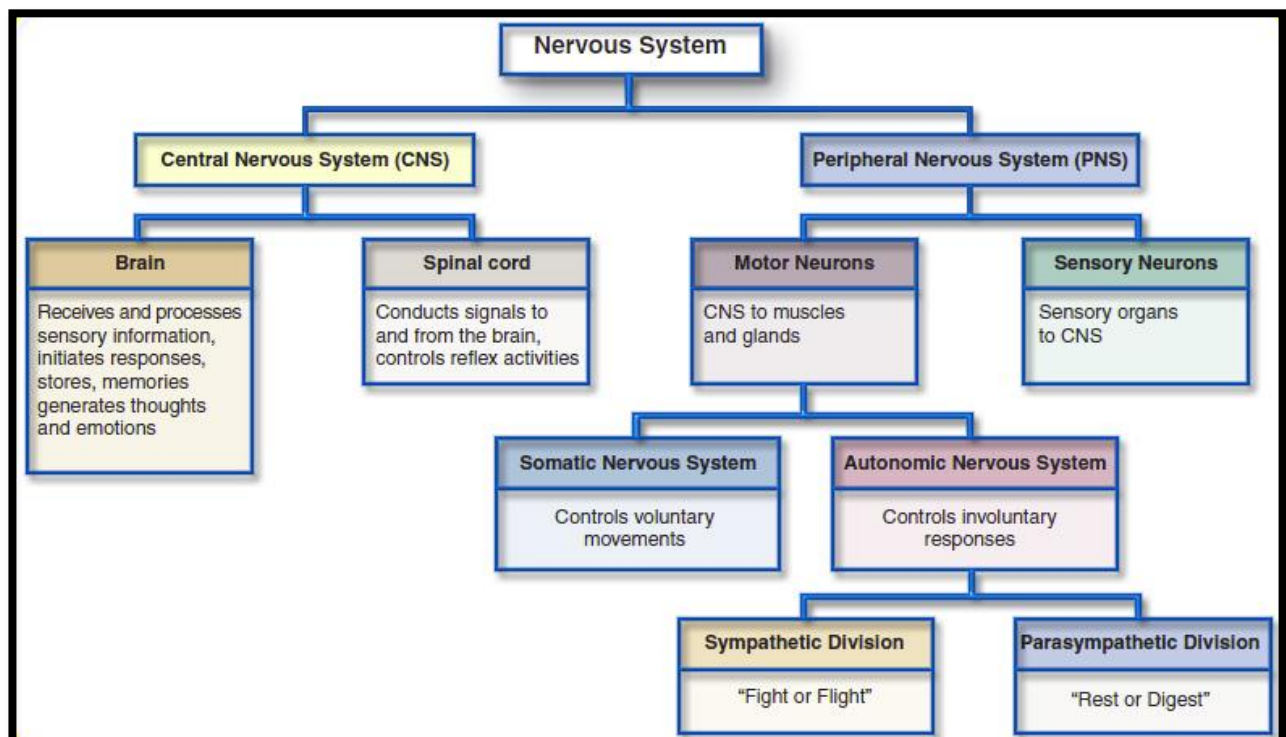 Nervous System
Central Nervous System (CNS)
Peripheral Nervous System (PNS)
Brain
Receives and processes
sensory information,
initiates responses,
stores, memories
generates thoughts
and emotions
Spinal cord
Conducts signals to
and from the brain,
controls reflex activities
Motor Neurons
CNS to muscles
and glands
Sensory Neurons
Sensory organs
to CNS
Somatic Nervous System
Controls voluntary
movements
Autonomic Nervous System
Controls involuntary
responses
Sympathetic Division
“Fight or Flight”
Parasympathetic Division
“Rest or Digest”